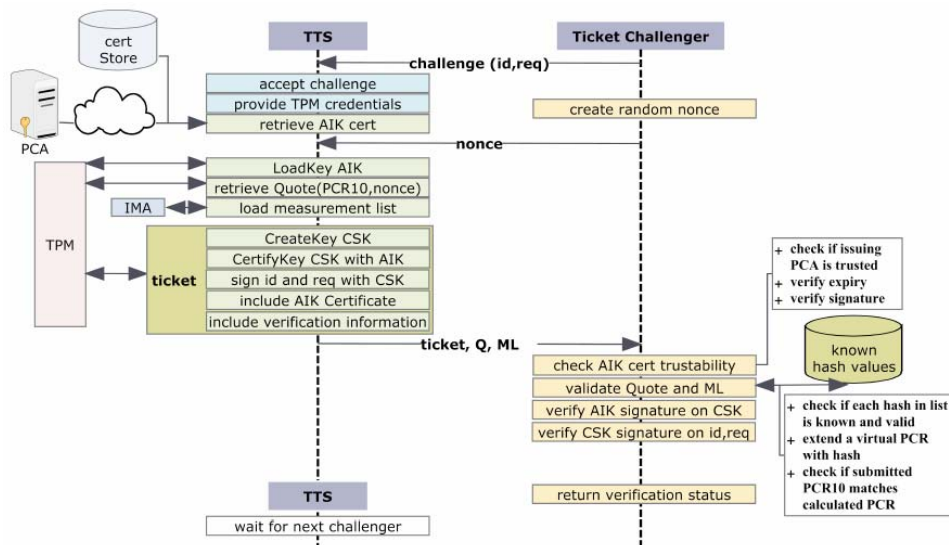 cert
Store
TTS
Ticket Challenger
challenge (id,req)
accept challenge
provide TPM credentials
create random nonce
retrieve AIK cert
PCA
nonce
LoadKey AIK
retrieve Quote(PCR10,nonce)
IMA
load measurement list
TPM
ticket
CreateKey CSK
CertifyKey CSK with AIK
sign id and req with CSK
include AIK Certificate
include verification information
+ check if issuing
PCA is trusted
+ verify expiry
+ verify signature
ticket, Q, ML
known
hash values
check AIK cert trustability
validate Quote and ML
verify AIK signature on CSK
verify CSK signature on id,req
+ check if each hash in list
is known and valid
+ extend a virtual PCR
with hash
+ check if submitted
PCR10 matches
calculated PCR
TTS
return verification status
wait for next challenger